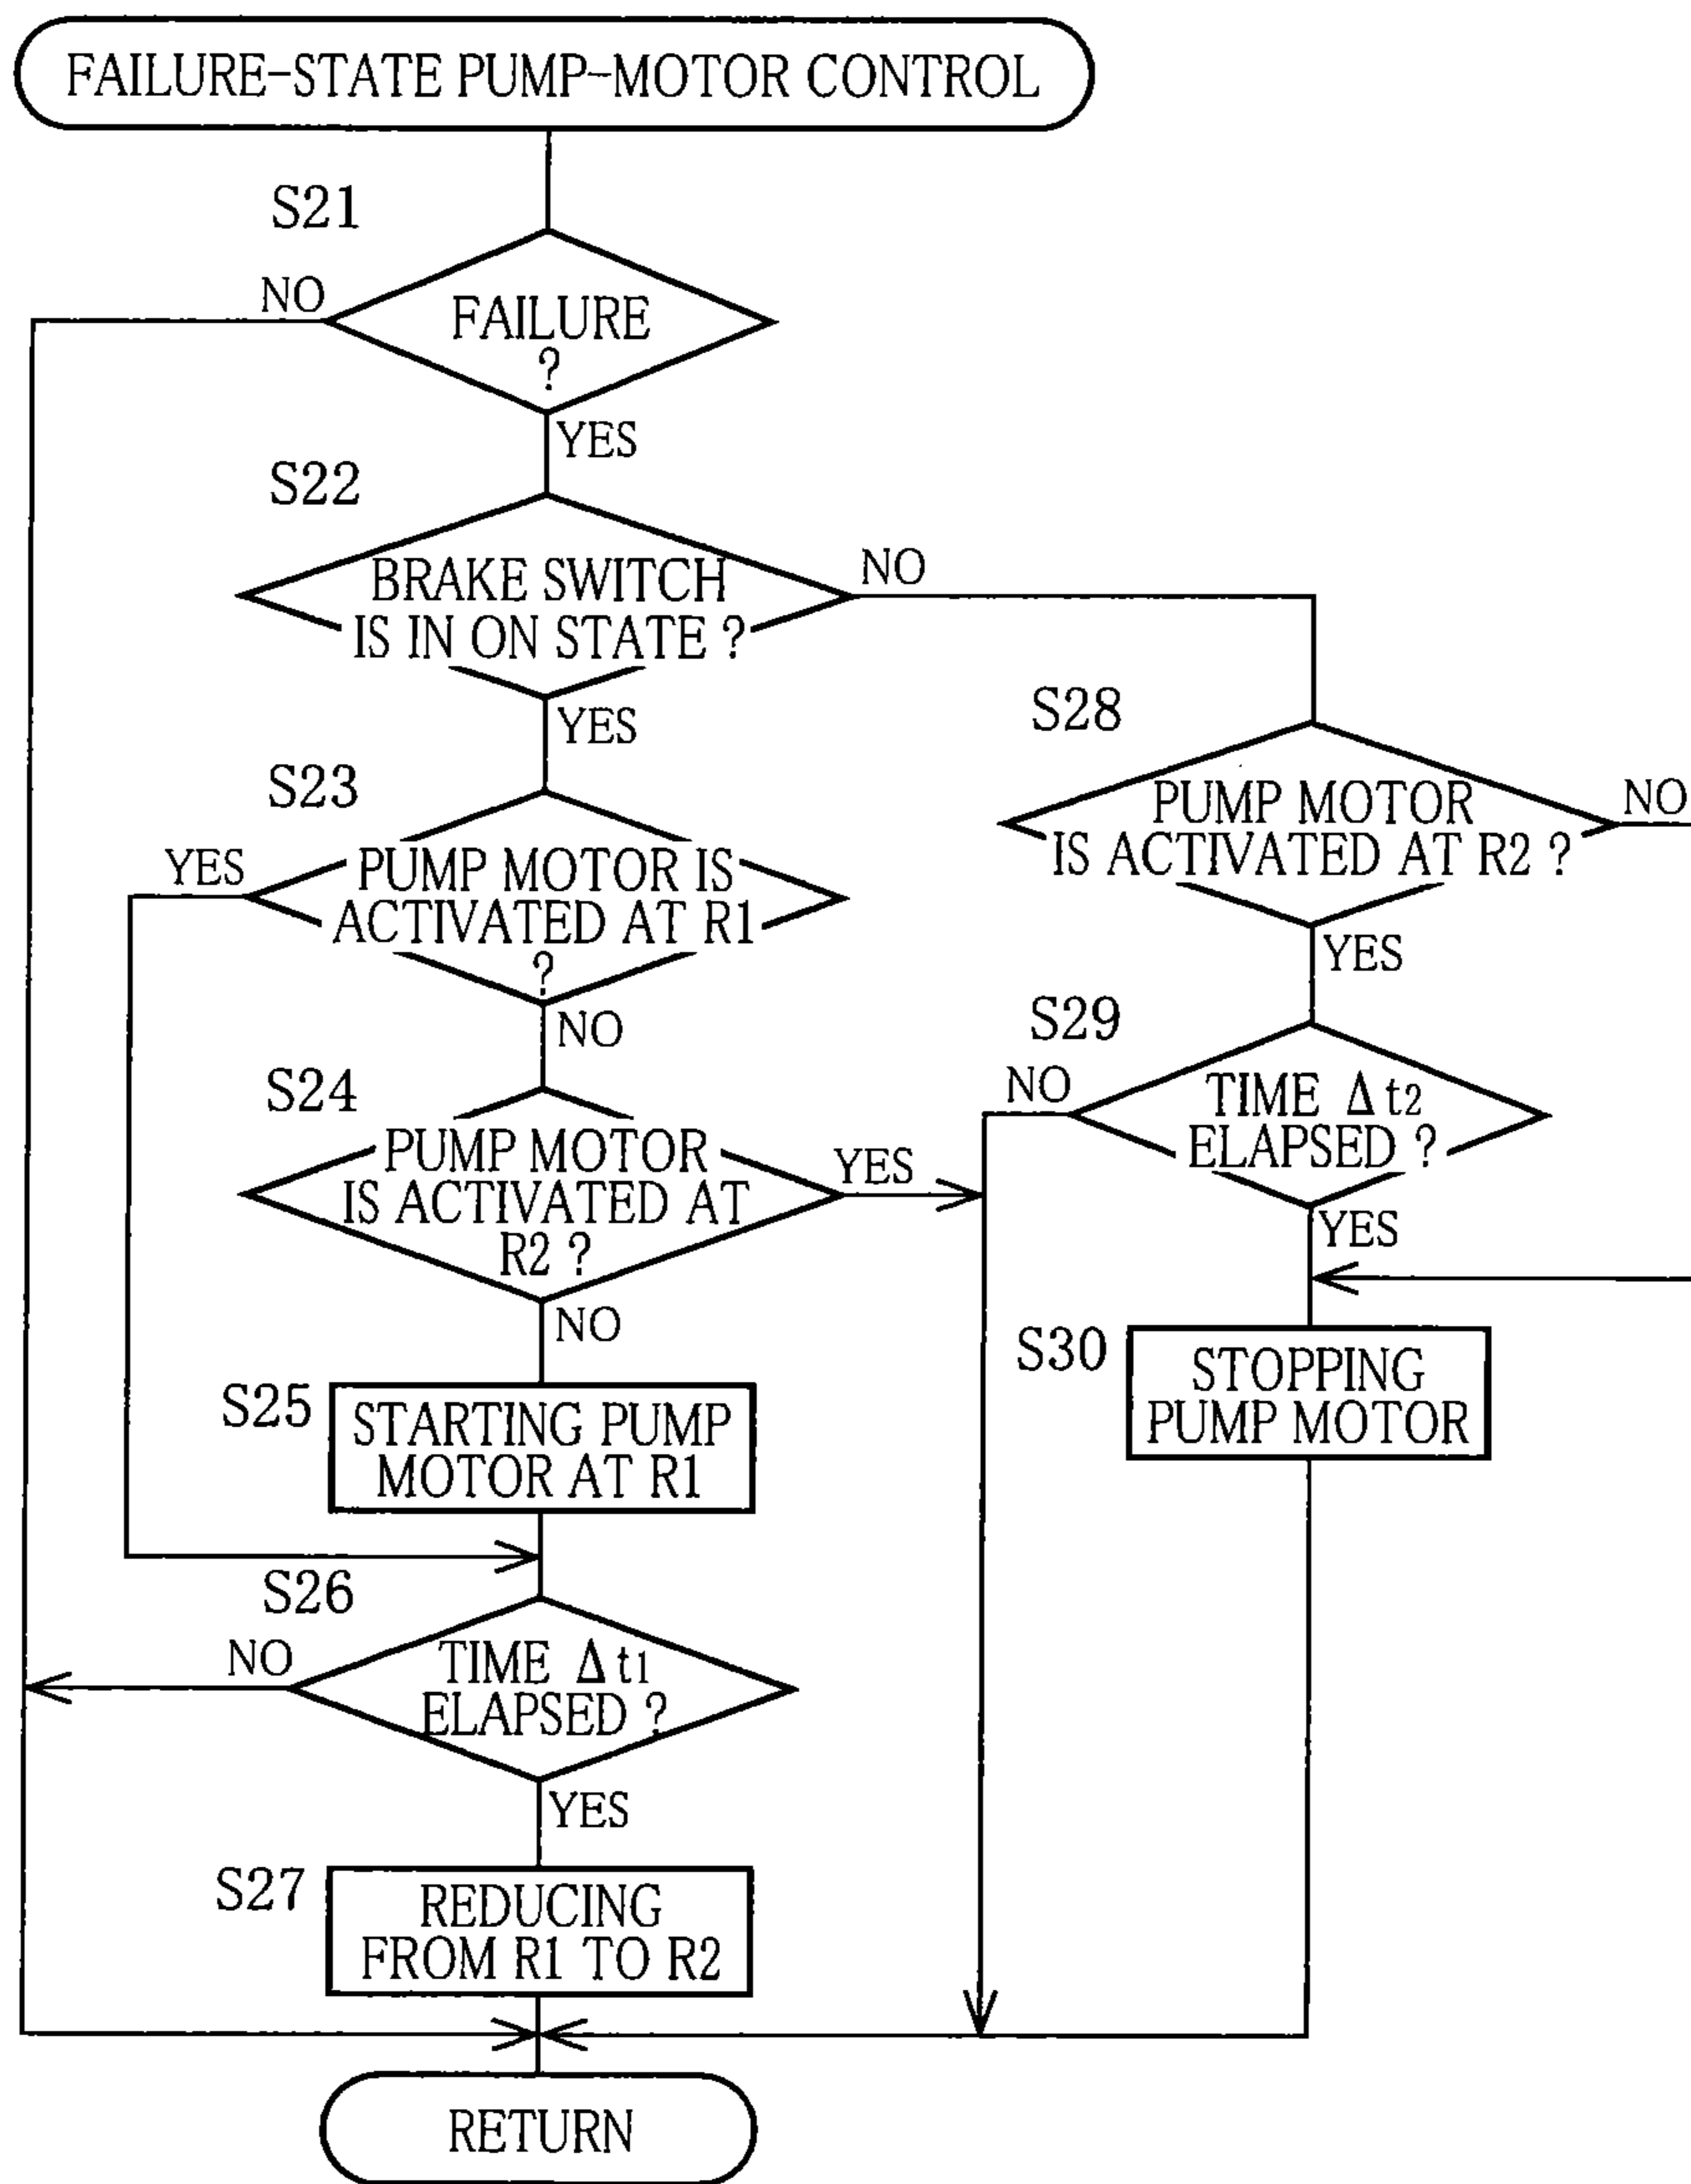 FAILURE-STATE PUMP-MOTOR CONTROL
S21
NO
FAILURE
?
YES
S22
BRAKE SWITCH
IS IN ON STATE ?
NO
YES
S23
YES
PUMP MOTOR IS
ACTIVATED AT R1
?
NO
S24
PUMP MOTOR
IS ACTIVATED AT
R2 ?
YES
NO
S25
STARTING PUMP
MOTOR AT R1
S26
NO
TIME Δt1
ELAPSED ?
YES
S27
REDUCING
FROM R1 TO R2
S28
PUMP MOTOR
IS ACTIVATED AT R2 ?
NO
YES
S29
NO
TIME Δt2
ELAPSED ?
YES
S30
STOPPING
PUMP MOTOR
RETURN